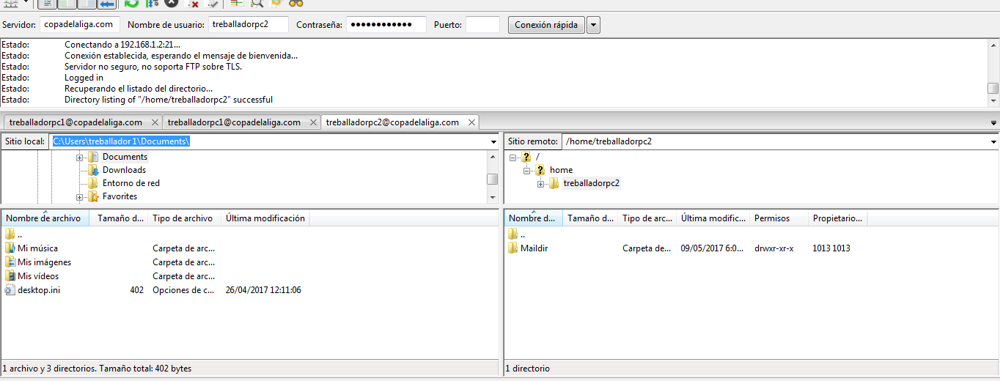 Servidor: copadelaliga.com Nombre de usuario: treballadorpc2 Contraseña: ●●●●●●●●●●●● Puerto: Conexión rápida
Estado: Conectando a 192.168.1.2:21...
Estado: Conexión establecida, esperando el mensaje de bienvenida...
Estado: Servidor no seguro, no soporta FTP sobre TLS.
Estado: Logged in
Estado: Recuperando el listado del directorio...
Estado: Directory listing of "/home/treballadorpc2" successful
treballadorpc1@copadelaliga.com treballadorpc1@copadelaliga.com treballadorpc2@copadelaliga.com
Sitio local: C:\Users\treballador1\Documents\
Documents
Downloads
Entorno de red
Favorites
Nombre de archivo Tamaño d... Tipo de archivo Última modificación
..
Mi música Carpeta de arc...
Mis imágenes Carpeta de arc...
Mis vídeos Carpeta de arc...
desktop.ini 402 Opciones de c... 26/04/2017 12:11:06
1 archivo y 3 directorios. Tamaño total: 402 bytes
Sitio remoto: /home/treballadorpc2
/
home
treballadorpc2
Nombre d... Tamaño d... Tipo de arc... Última modific... Permisos Propietario...
..
Maildir Carpeta de... 09/05/2017 6:0... drwxr-xr-x 1013 1013
1 directorio